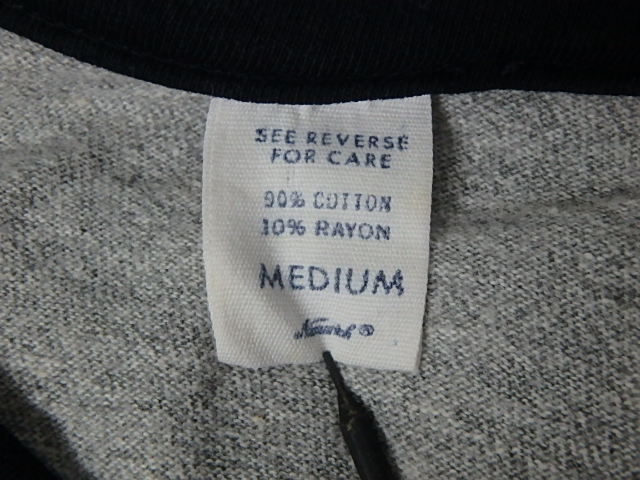 SEE REVERSE
FOR CARE
90% COTTON
10% RAYON
MEDIUM